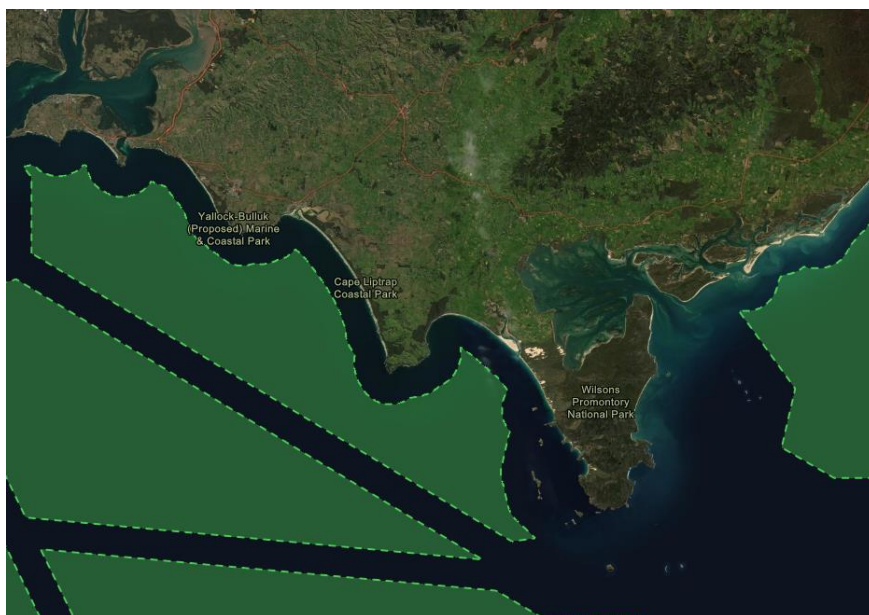 Yallock-Bulluk
(Proposed) Marine
& Coastal Park
Cape Liptrap
Coastal Park
Wilsons
Promontory
National Park